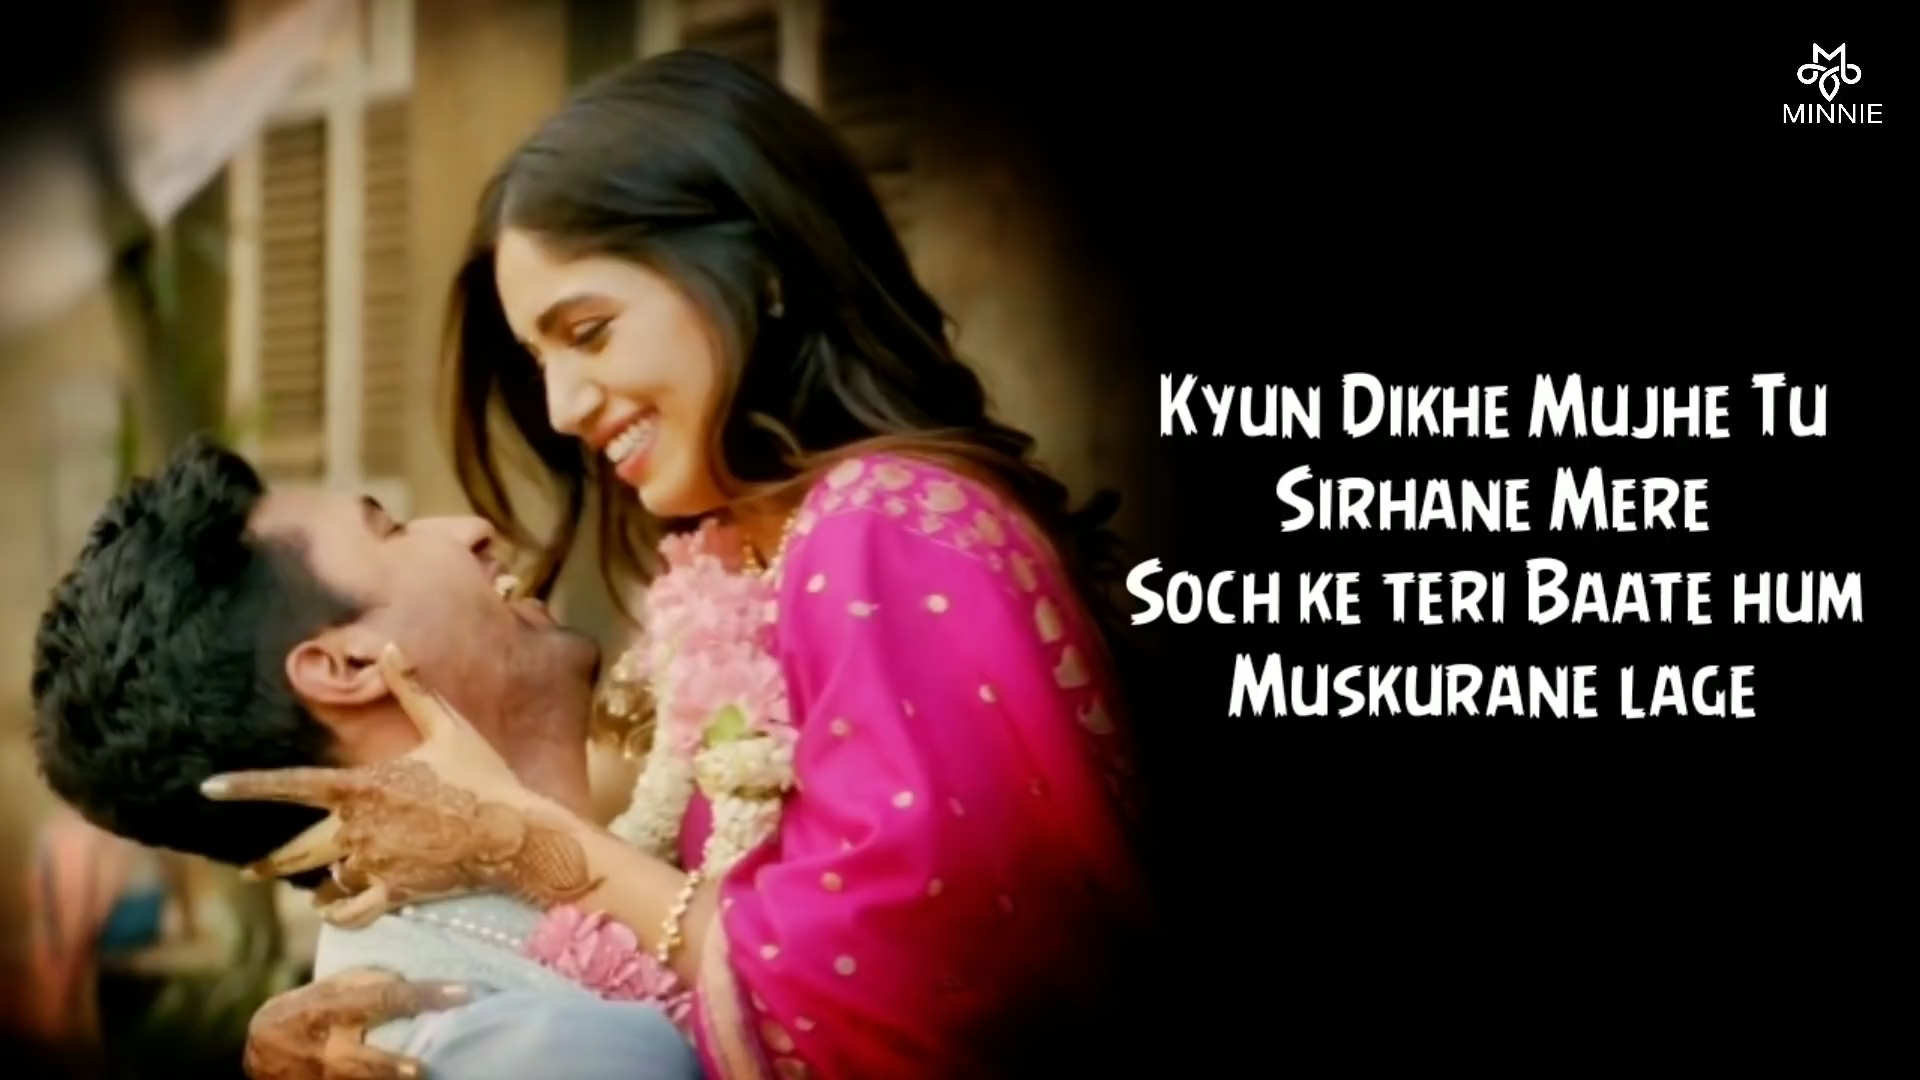 MINNIE
Kyun Dikhe Mujhe Tu
Sirhane Mere
Soch ke teri Baate hum
Muskurane lage